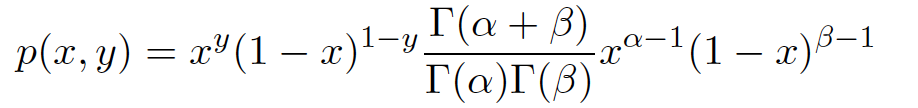 p(x, y) = x^y(1 − x)^{1−y} \frac{Γ(α + β)}{Γ(α)Γ(β)} x^{α−1}(1 − x)^{β−1}